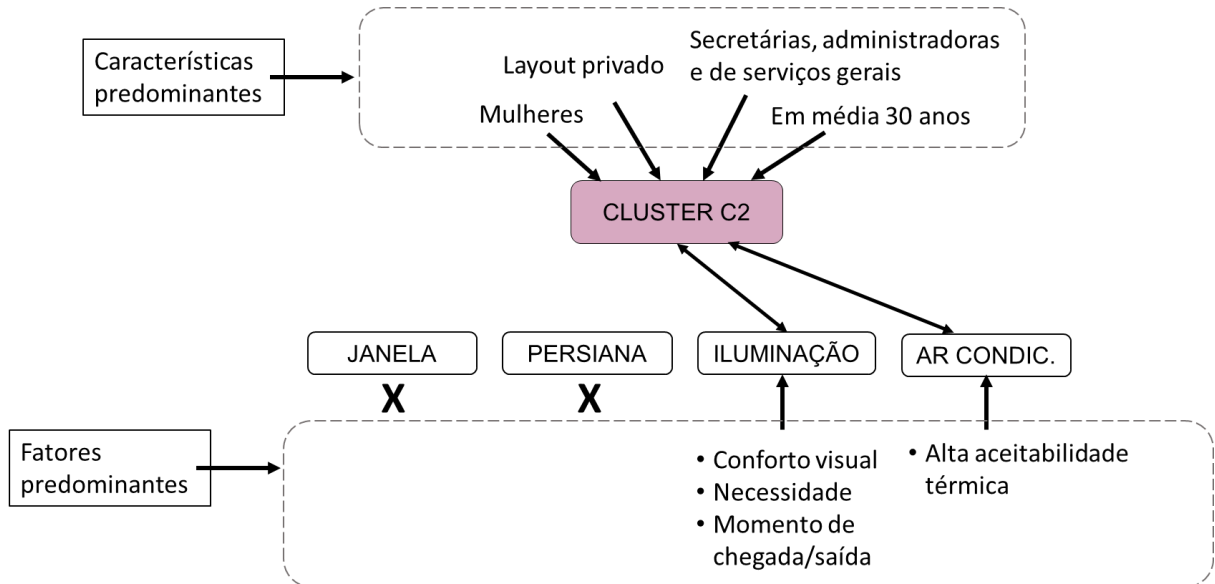 Características
predominantes
Secretárias, administradoras
e de serviços gerais
Layout privado
Mulheres
Em média 30 anos
CLUSTER C2
JANELA
PERSIANA
ILUMINAÇÃO
AR CONDIC.
X
X
Fatores
predominantes
• Conforto visual
• Necessidade
• Momento de
chegada/saída
• Alta aceitabilidade
térmica